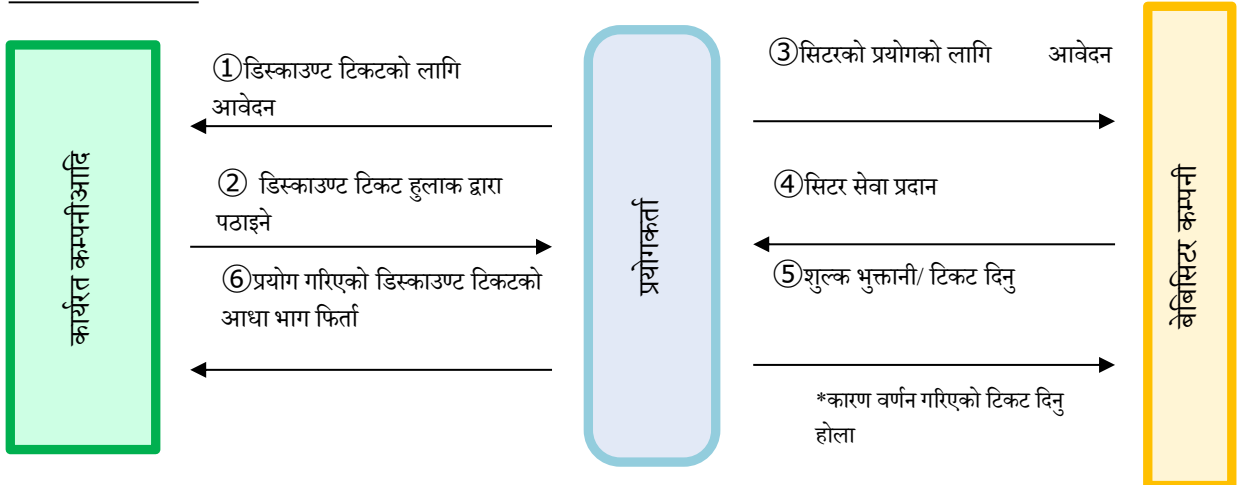 कार्यरत कम्पनीआदि
①डिस्काउण्ट टिकटको लागि
आवेदन
② डिस्काउण्ट टिकट हुलाक द्वारा
पठाइने
⑥प्रयोग गरिएको डिस्काउण्ट टिकटको
आधा भाग फिर्ता
प्रयोगकर्ता
③सिटरको प्रयोगको लागि आवेदन
④सिटर सेवा प्रदान
⑤शुल्क भुक्तानी/ टिकट दिनु
*कारण वर्णन गरिएको टिकट दिनु
होला
बेबिसिटर कम्पनी